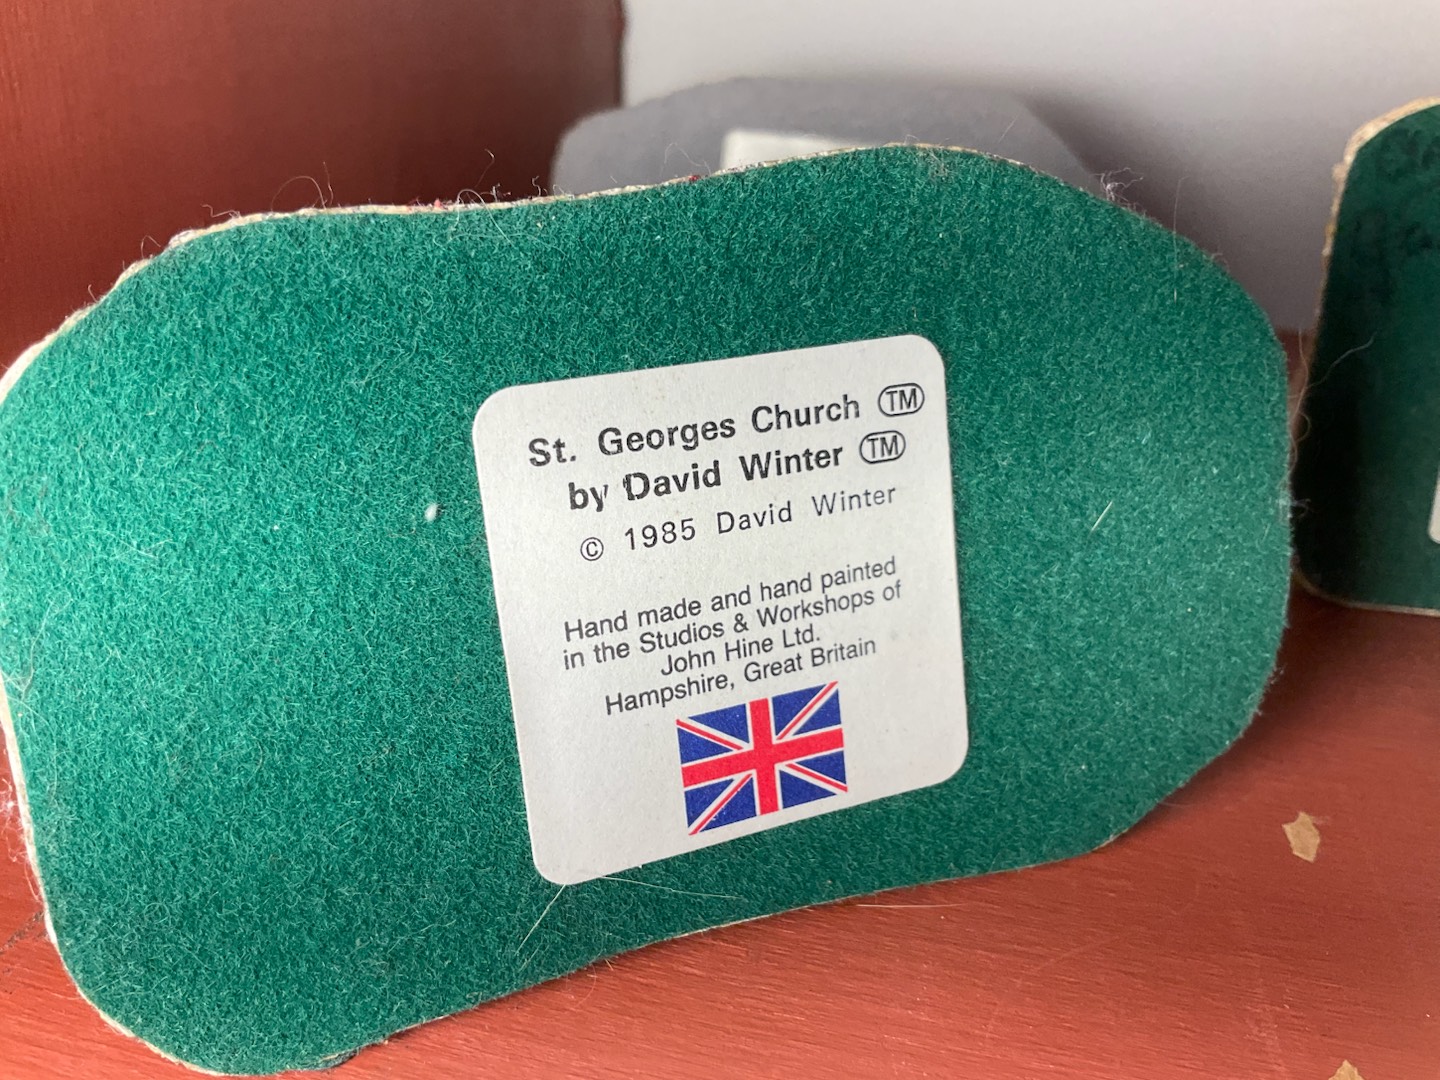 St. Georges Church TM
by David Winter TM
© 1985 David Winter
Hand made and hand painted
in the Studios & Workshops of
John Hine Ltd.
Hampshire, Great Britain